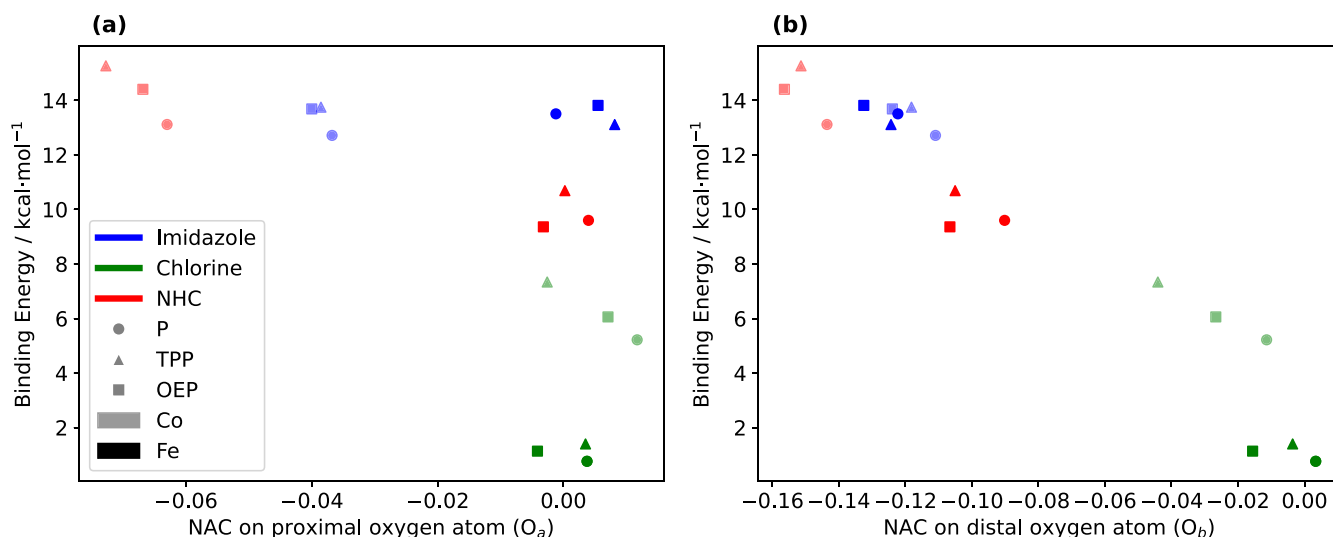 (a)
Binding Energy / kcal·mol⁻¹
14
12
10
8
6
4
2
Imidazole
Chlorine
NHC
P
TPP
OEP
Co
Fe
−0.06 −0.04 −0.02 0.00
NAC on proximal oxygen atom (Oₐ)
(b)
Binding Energy / kcal·mol⁻¹
14
12
10
8
6
4
2
−0.16 −0.14 −0.12 −0.10 −0.08 −0.06 −0.04 −0.02 0.00
NAC on distal oxygen atom (O_b)